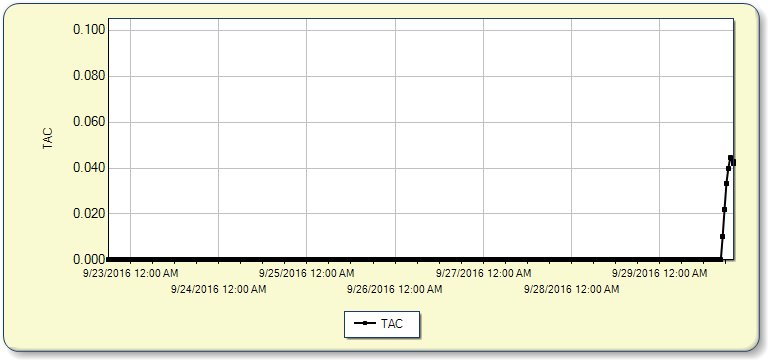 0.100
0.080
0.060
TAC
0.040
0.020
0.000
9/23/2016 12:00 AM
9/25/2016 12:00 AM
9/27/2016 12:00 AM
9/29/2016 12:00 AM
9/24/2016 12:00 AM
9/26/2016 12:00 AM
9/28/2016 12:00 AM
TAC